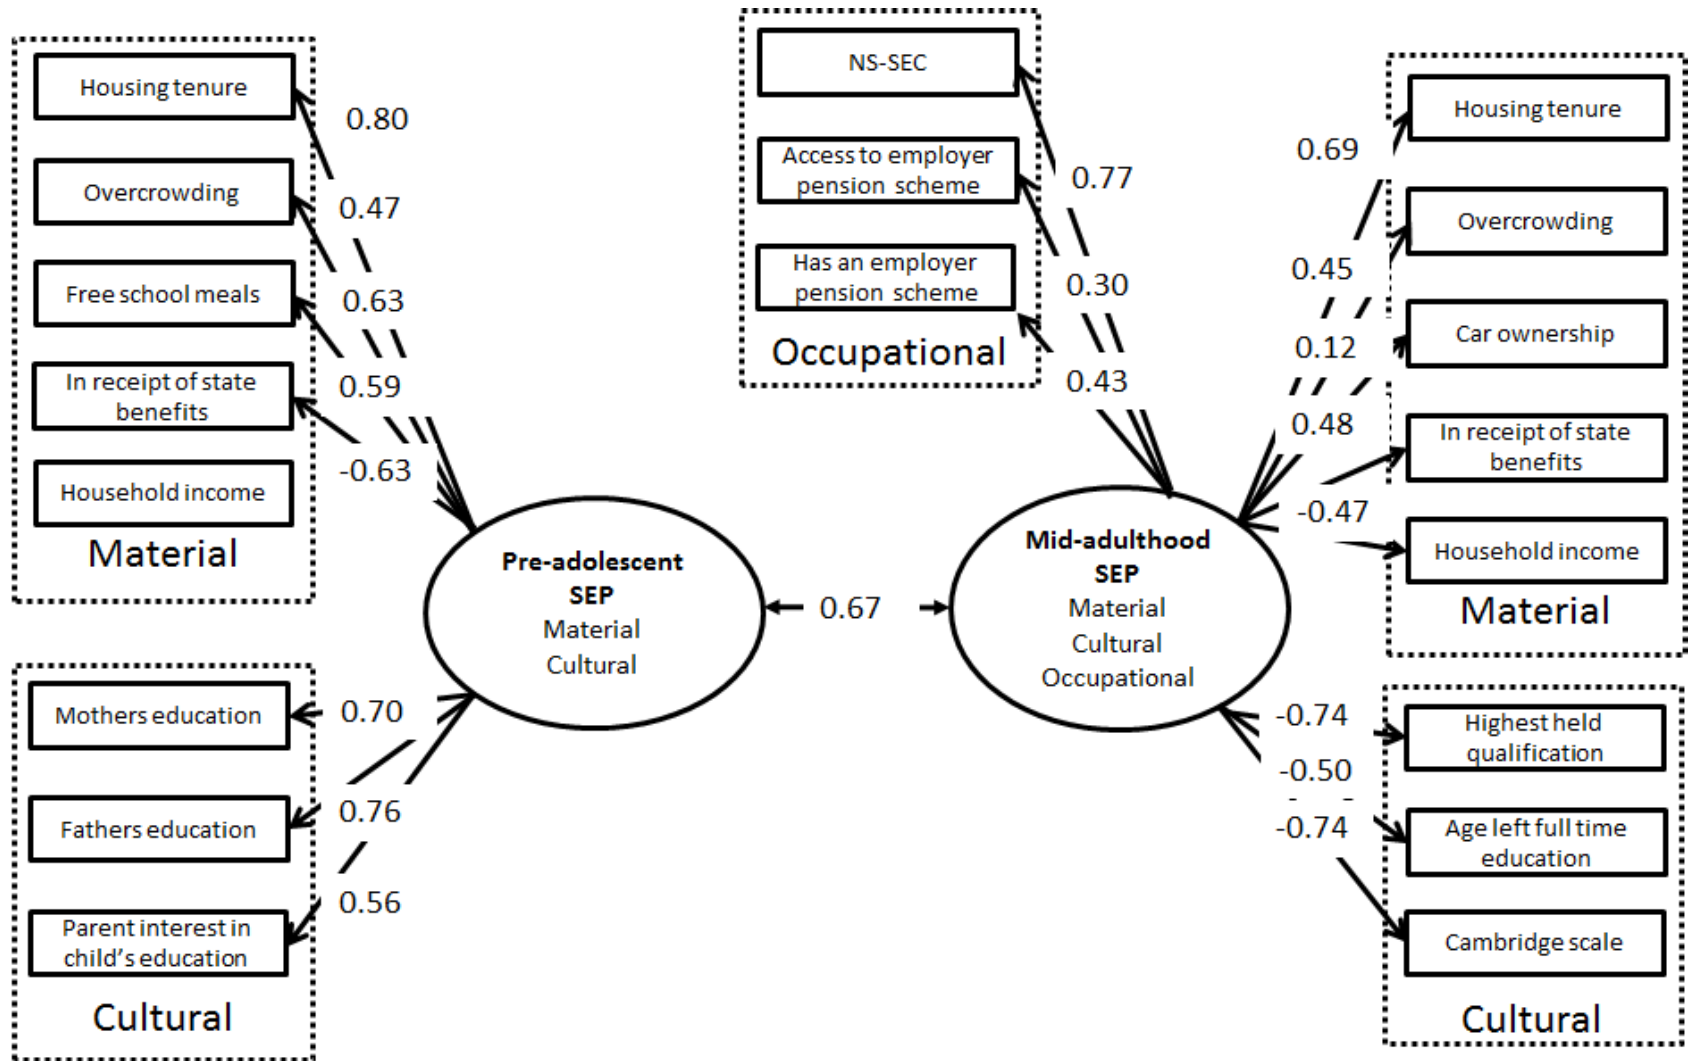 Housing tenure
Overcrowding
Free school meals
In receipt of state
benefits
Household income
Material
0.80
0.47
0.63
0.59
-0.63
Mothers education
Fathers education
Parent interest in
child's education
Cultural
0.70
0.76
0.56
Pre-adolescent
SEP
Material
Cultural
0.67
NS-SEC
Access to employer
pension scheme
Has an employer
pension scheme
Occupational
0.77
0.30
0.43
Mid-adulthood
SEP
Material
Cultural
Occupational
0.69
0.45
0.12
0.48
-0.47
Housing tenure
Overcrowding
Car ownership
In receipt of state
benefits
Household income
Material
-0.74
-0.50
-0.74
Highest held
qualification
Age left full time
education
Cambridge scale
Cultural